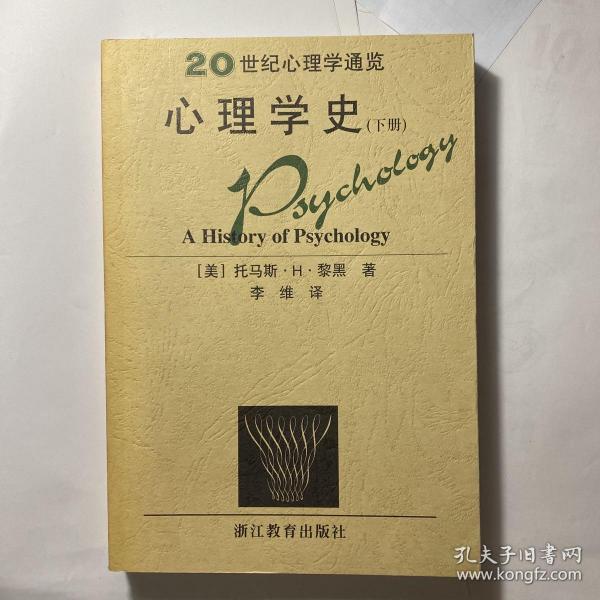 20世纪心理学通览
心理学史(下册)
Psychology
A History of Psychology
[美] 托马斯·H·黎黑 著
李维 译
浙江教育出版社
孔夫子旧书网
www.kongfz.com